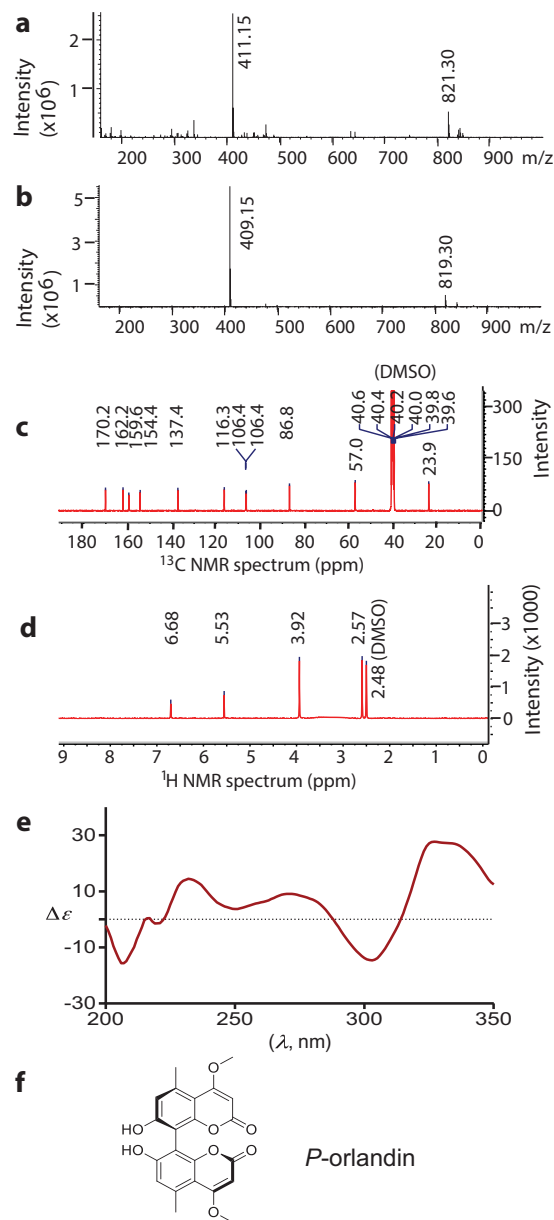 a
Intensity
(x10⁶)
2
1
411.15
821.30
200 300 400 500 600 700 800 900 m/z
b
Intensity
(x10⁶)
5
3
1
409.15
819.30
200 300 400 500 600 700 800 900 m/z
c
170.2
162.2
159.6
154.4
137.4
116.3
106.4
106.4
86.8
57.0
(DMSO)
40.6
40.4
40.2
40.0
39.8
39.6
23.9
Intensity
300
150
0
180 160 140 120 100 80 60 40 20 0
¹³C NMR spectrum (ppm)
d
6.68
5.53
3.92
2.57
2.48 (DMSO)
Intensity (x1000)
3
2
1
0
9 8 7 6 5 4 3 2 1 0
¹H NMR spectrum (ppm)
e
30
10
Δε
-10
-30
200 250 300 350
(λ, nm)
f
O
HO O O
HO O O
O
P-orlandin